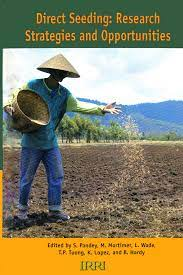 Direct Seeding: Research
Strategies and Opportunities
Edited by S. Pandey, M. Mortimer, L. Wade,
T.P. Tuong, K. Lopez, and B. Hardy
IRRI